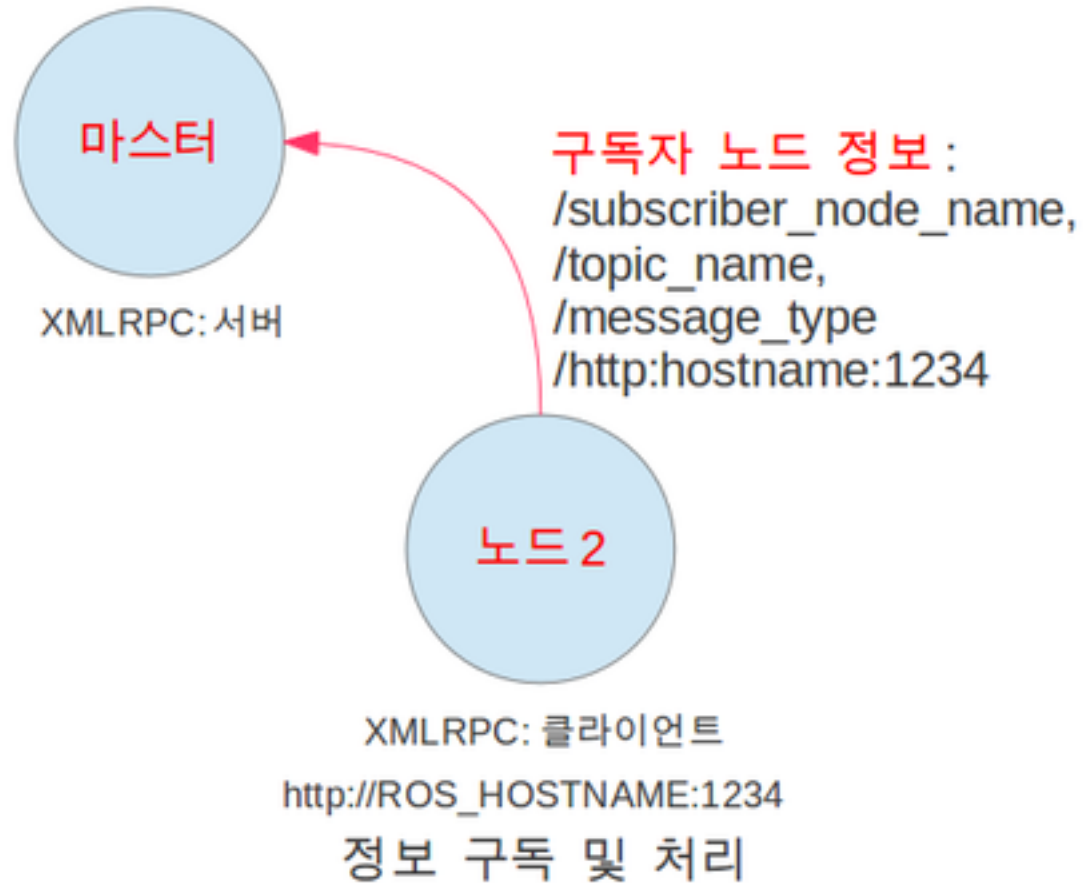 마스터
XMLRPC: 서버
구독자 노드 정보 :
/subscriber_node_name,
/topic_name,
/message_type
/http:hostname:1234
노드 2
XMLRPC: 클라이언트
http://ROS_HOSTNAME:1234
정보 구독 및 처리